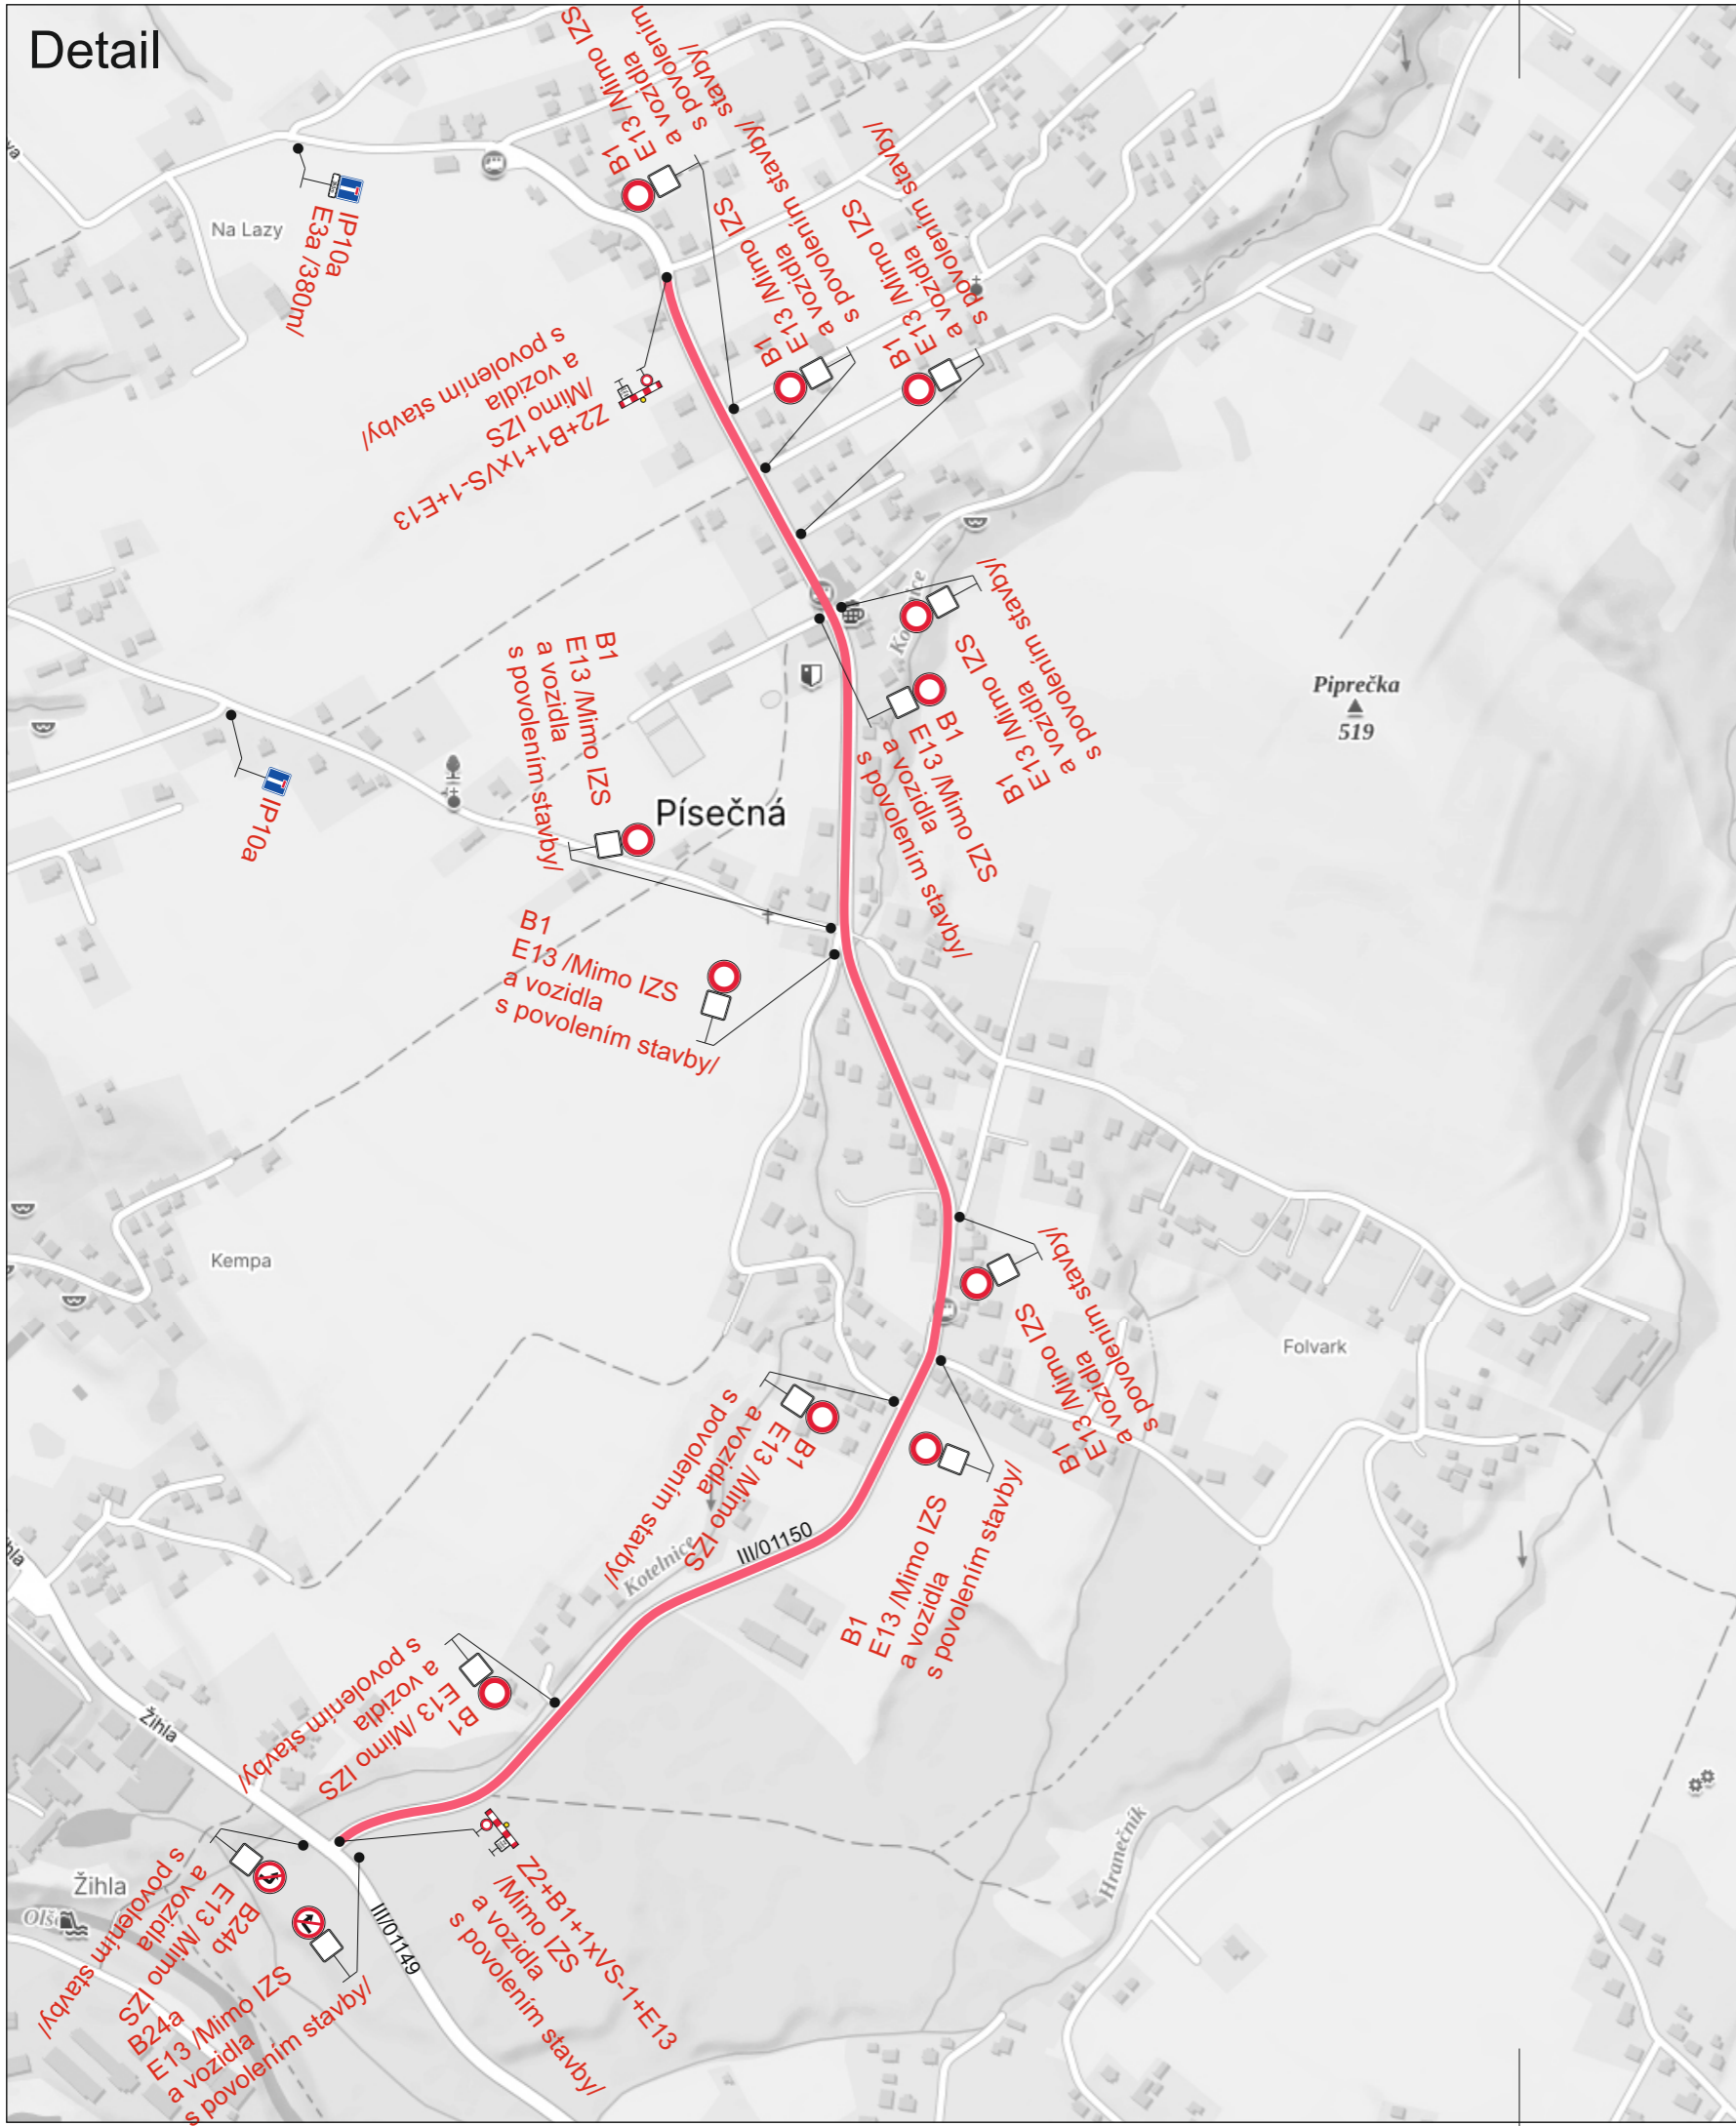 Detail
B1
E13 /Mimo IZS
a vozidla
s povolením
stavby/
IP10a
E3a /380m/
Na Lazy
B1
E13 /Mimo IZS
a vozidla
s povolením stavby/
B1
E13 /Mimo IZS
a vozidla
s povolením stavby/
Z2+B1+1xVS-1+E13
/Mimo IZS
a vozidla
s povolením stavby/
B1
E13 /Mimo IZS
a vozidla
s povolením stavby/
B1
E13 /Mimo IZS
a vozidla
s povolením stavby/
B1
E13 /Mimo IZS
a vozidla
s povolením stavby/
Piprečka
519
IP10a
Písečná
B1
E13 /Mimo IZS
a vozidla
s povolením stavby/
Kempa
B1
E13 /Mimo IZS
a vozidla
s povolením stavby/
Folvark
B1
E13 /Mimo IZS
a vozidla
s povolením stavby/
B1
E13 /Mimo IZS
a vozidla
s povolením stavby/
III/01150
Kotelnice
B1
E13 /Mimo IZS
a vozidla
s povolením stavby/
Žihla
Hranečník
Žihla
B24b
E13 /Mimo IZS
a vozidla
s povolením stavby/
B24a
E13 /Mimo IZS
a vozidla
s povolením stavby/
III/01149
Z2+B1+1xVS-1+E13
/Mimo IZS
a vozidla
s povolením stavby/